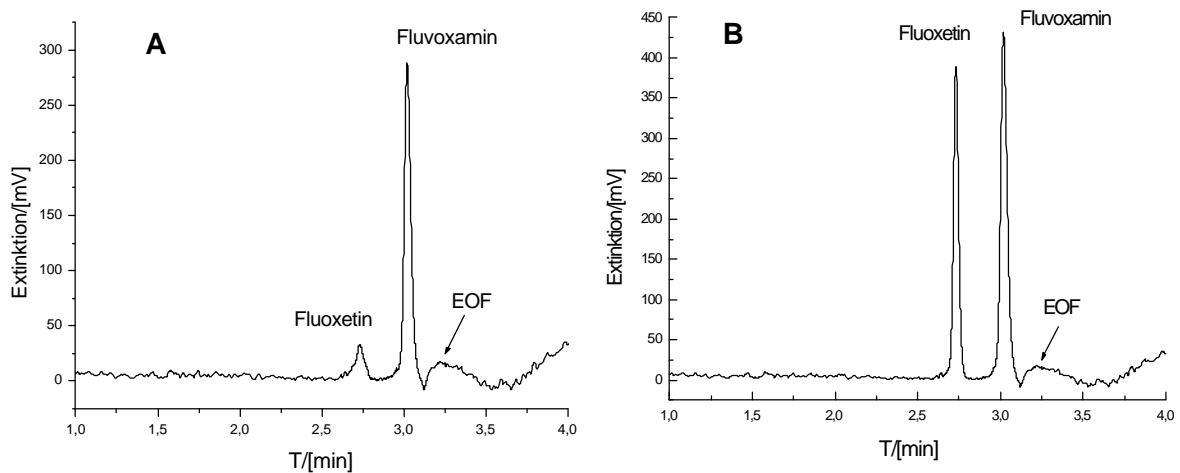 A
Fluvoxamin
Fluoxetin
EOF
Extinktion/[mV]
300
250
200
150
100
50
0
1,0 1,5 2,0 2,5 3,0 3,5 4,0
T/[min]
B
Fluvoxamin
Fluoxetin
EOF
Extinktion/[mV]
450
400
350
300
250
200
150
100
50
0
1,0 1,5 2,0 2,5 3,0 3,5 4,0
T/[min]